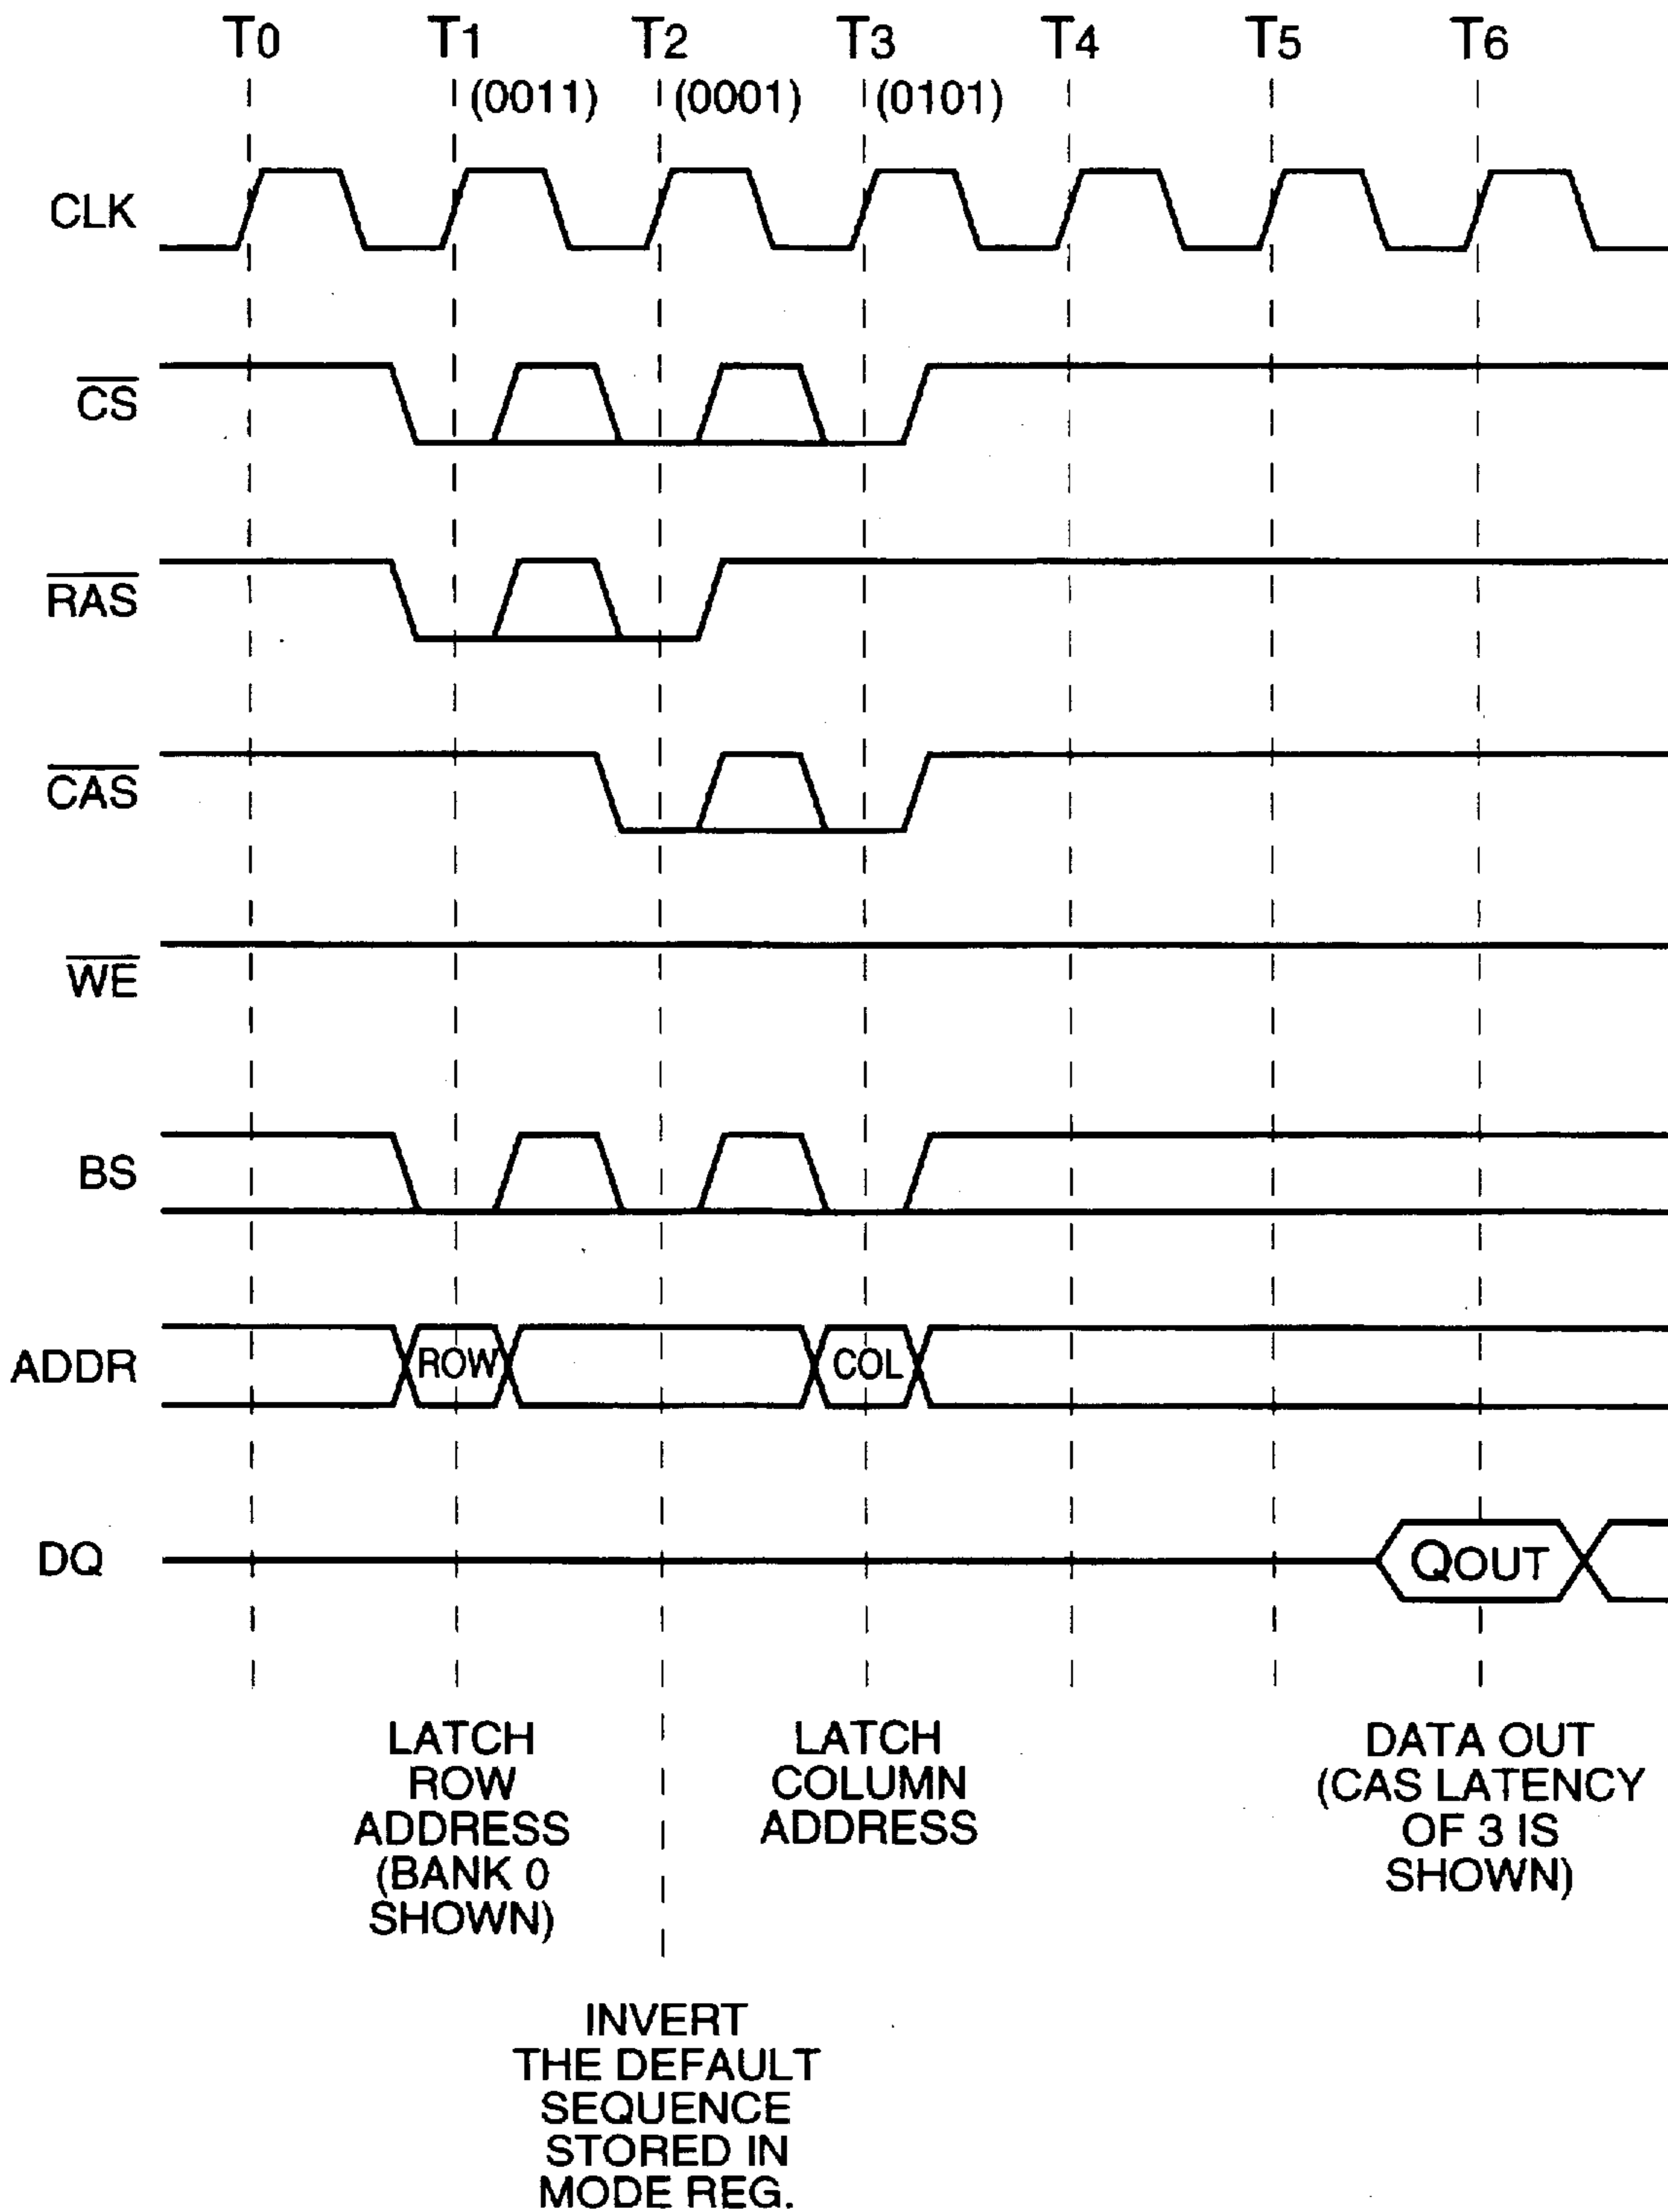 T0 T1 T2 T3 T4 T5 T6
(0011) (0001) (0101)
CLK
CS
RAS
CAS
WE
BS
ADDR ROW COL
DQ QOUT
LATCH
ROW
ADDRESS
(BANK 0
SHOWN)
LATCH
COLUMN
ADDRESS
DATA OUT
(CAS LATENCY
OF 3 IS
SHOWN)
INVERT
THE DEFAULT
SEQUENCE
STORED IN
MODE REG.